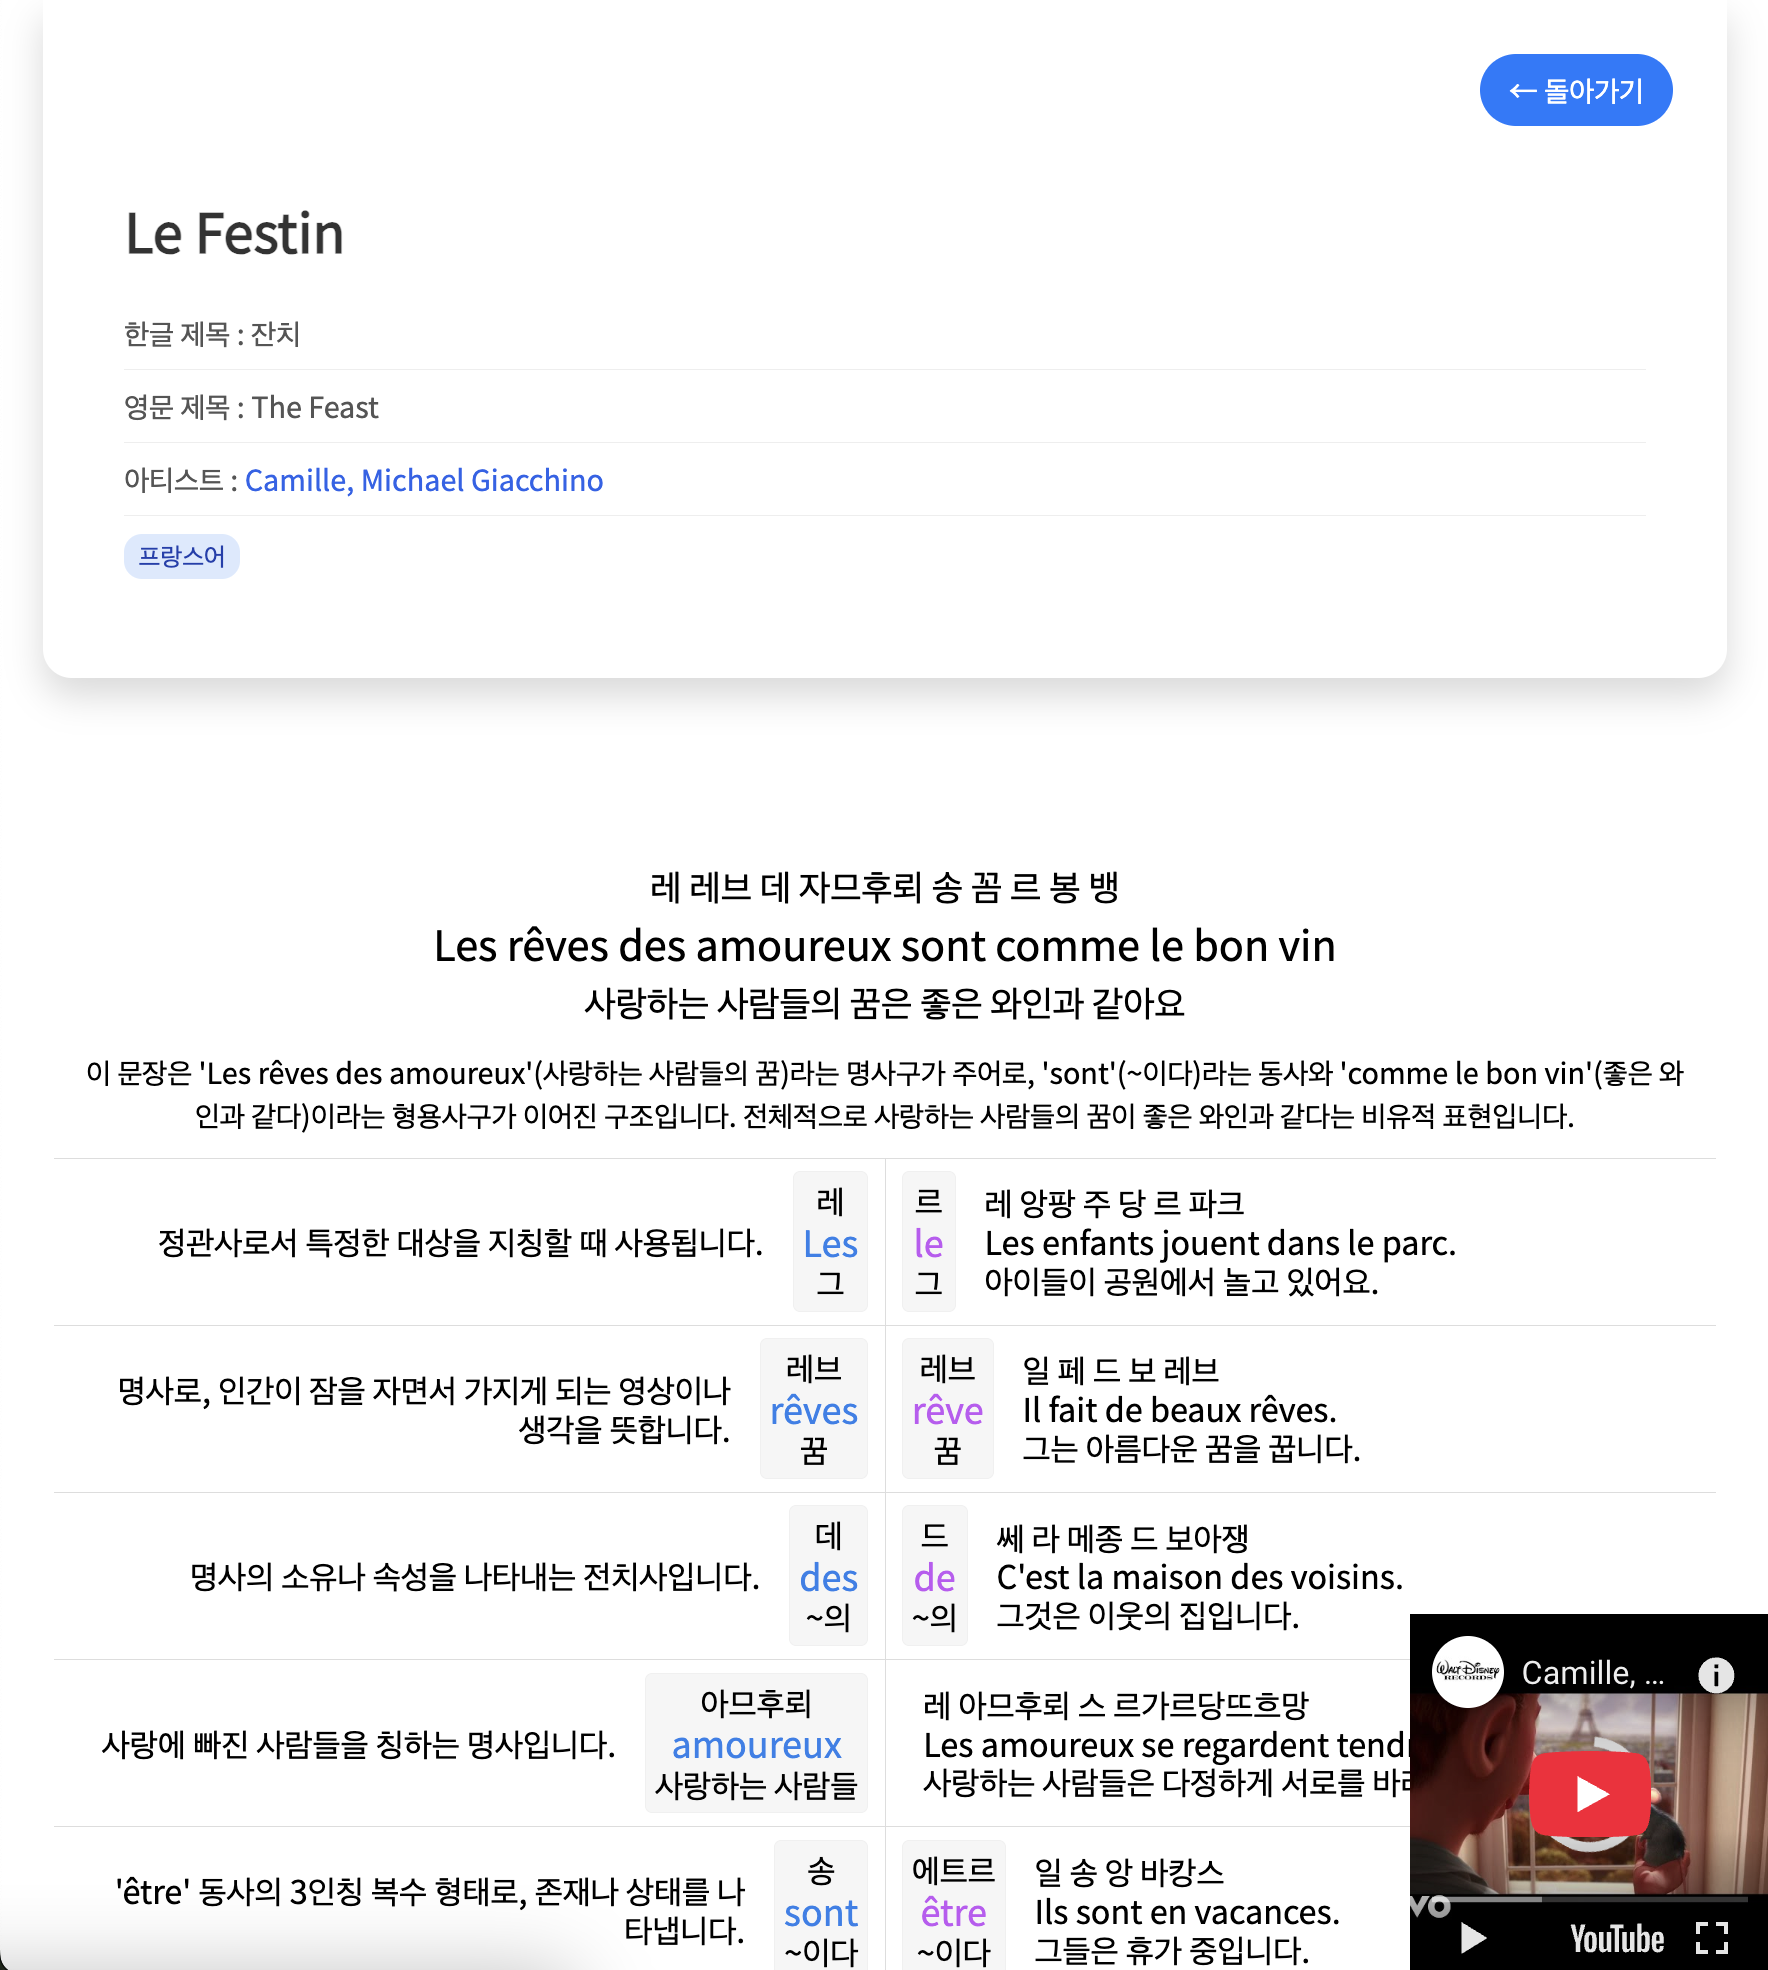 ← 돌아가기
Le Festin
한글 제목 : 잔치
영문 제목 : The Feast
아티스트 : Camille, Michael Giacchino
프랑스어
레 레브 데 자므후뢰 송 꼼 르 봉 뱅
Les rêves des amoureux sont comme le bon vin
사랑하는 사람들의 꿈은 좋은 와인과 같아요
이 문장은 'Les rêves des amoureux'(사랑하는 사람들의 꿈)라는 명사구가 주어로, 'sont'(~이다)라는 동사와 'comme le bon vin'(좋은 와
인과 같다)이라는 형용사구가 이어진 구조입니다. 전체적으로 사랑하는 사람들의 꿈이 좋은 와인과 같다는 비유적 표현입니다.
정관사로서 특정한 대상을 지칭할 때 사용됩니다.
레
Les
그
르
le
그
레 앙팡 주 당 르 파크
Les enfants jouent dans le parc.
아이들이 공원에서 놀고 있어요.
명사로, 인간이 잠을 자면서 가지게 되는 영상이나
생각을 뜻합니다.
레브
rêves
꿈
레브
rêve
꿈
일 페 드 보 레브
Il fait de beaux rêves.
그는 아름다운 꿈을 꿉니다.
명사의 소유나 속성을 나타내는 전치사입니다.
데
des
~의
드
de
~의
쎄 라 메종 드 보아쟁
C'est la maison des voisins.
그것은 이웃의 집입니다.
사랑에 빠진 사람들을 칭하는 명사입니다.
아므후뢰
amoureux
사랑하는 사람들
레 아므후뢰 스 르가르당뜨흐망
Les amoureux se regardent tend
사랑하는 사람들은 다정하게 서로를
'être' 동사의 3인칭 복수 형태로, 존재나 상태를 나
타냅니다.
송
sont
~이다
에트르
être
~이다
일 송 앙 바캉스
Ils sont en vacances.
그들은 휴가 중입니다.
WALT DISNEY
RECORDS
Camille, ...
vo
YouTube